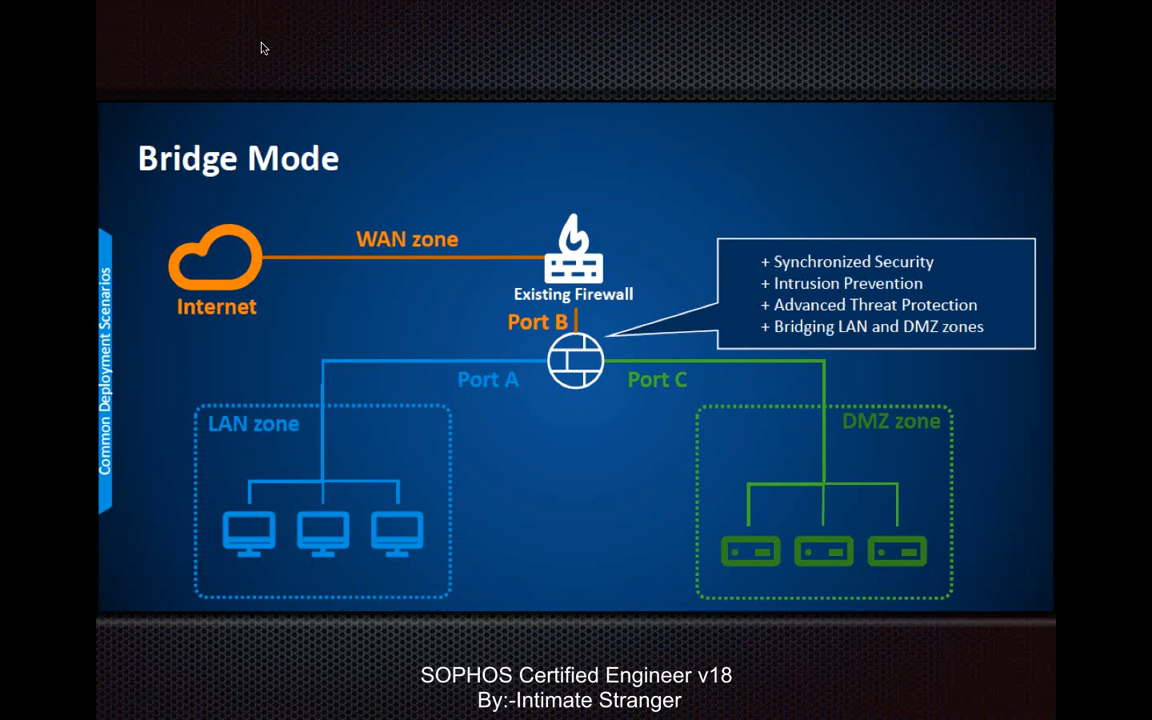 Bridge Mode
WAN zone
Internet
Existing Firewall
+ Synchronized Security
+ Intrusion Prevention
+ Advanced Threat Protection
+ Bridging LAN and DMZ zones
Port B
Port A
Port C
Common Deployment Scenarios
LAN zone
DMZ zone
SOPHOS Certified Engineer v18
By:-Intimate Stranger